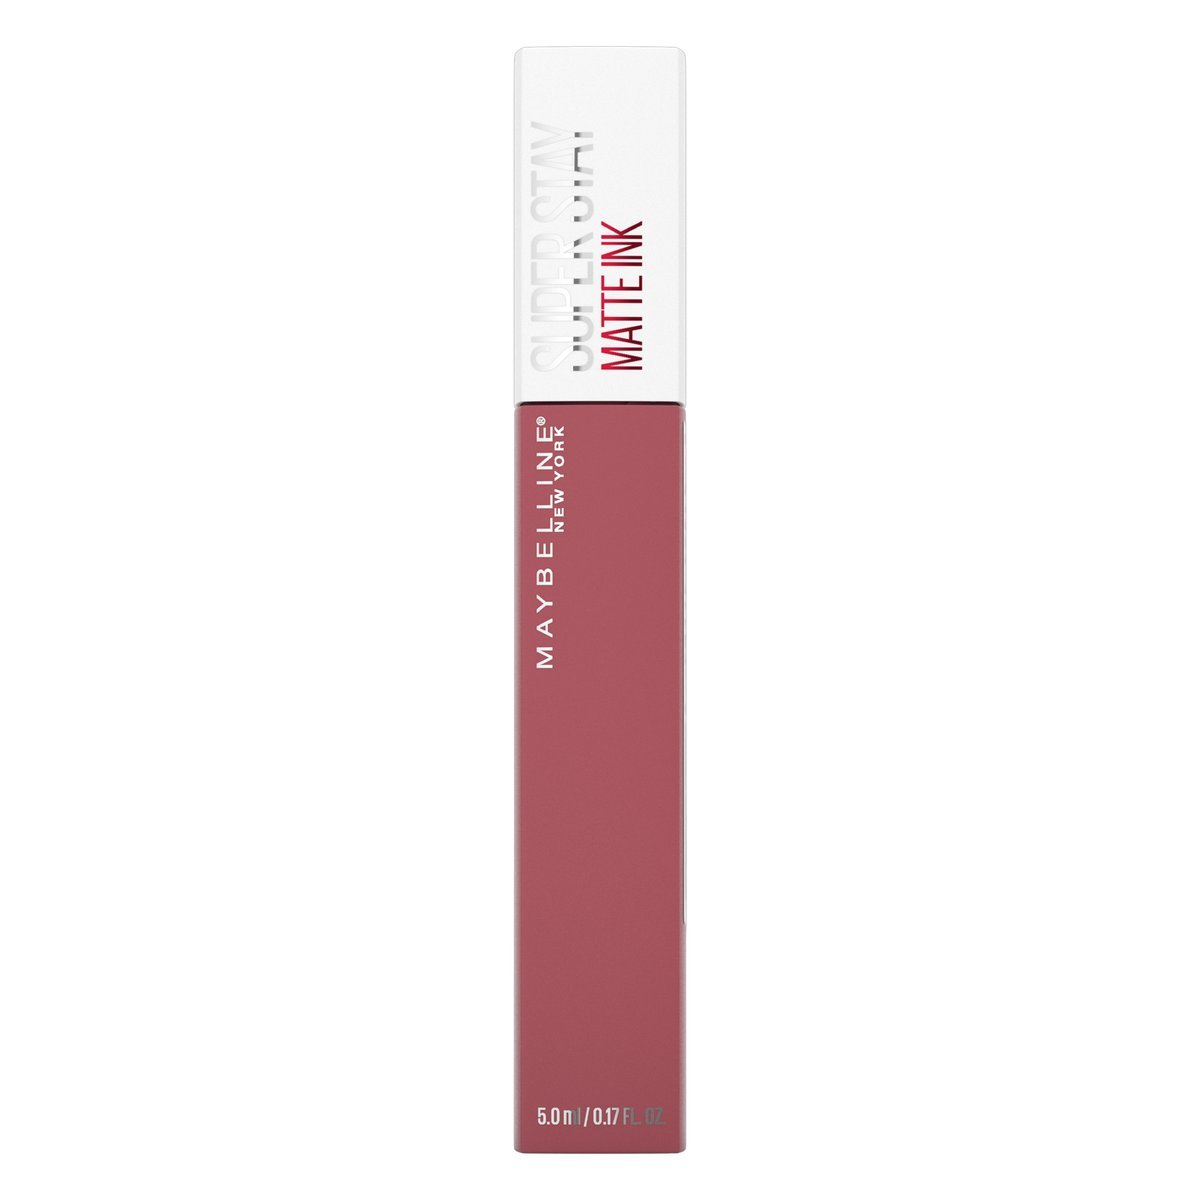 SUPER STAY
MATTE INK
MAYBELLINE®
NEW YORK
5.0 ml / 0.17 FL. OZ.